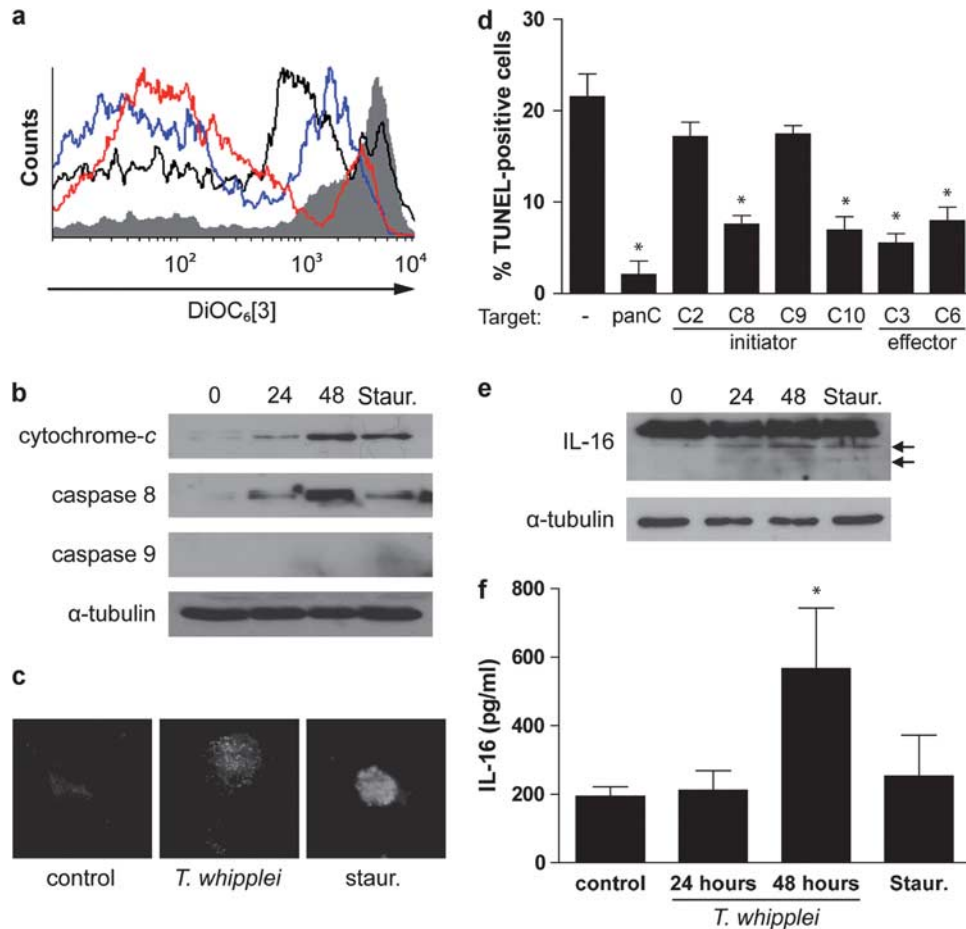 a
Counts
10² 10³ 10⁴
DiOC₆[3]
b
0 24 48 Staur.
cytochrome-c
caspase 8
caspase 9
α-tubulin
c
control T. whipplei staur.
d
% TUNEL-positive cells
30
20
10
0
Target: - panC C2 C8 C9 C10 C3 C6
initiator effector
* * * * *
e
0 24 48 Staur.
IL-16
α-tubulin
f
IL-16 (pg/ml)
800
600
400
200
0
*
control 24 hours 48 hours Staur.
T. whipplei